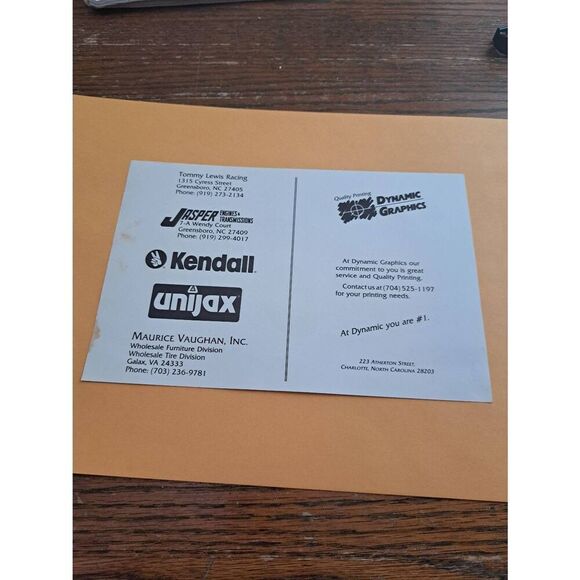 Tommy Lewis Racing
1315 Cyress Street
Greensboro, NC 27405
Phone: (919) 273-2134
JASPER ENGINES & TRANSMISSIONS
7-A Wendy Court
Greensboro, NC 27409
Phone: (919) 299-4017
Kendall
unijax
MAURICE VAUGHAN, INC.
Wholesale Furniture Division
Wholesale Tire Division
Galax, VA 24333
Phone: (703) 236-9781
Quality Printing
DYNAMIC
GRAPHICS
At Dynamic Graphics our
commitment to you is great
service and Quality Printing.
Contact us at (704) 525-1197
for your printing needs.
At Dynamic you are #1.
223 ATHERTON STREET,
CHARLOTTE, NORTH CAROLINA 28203